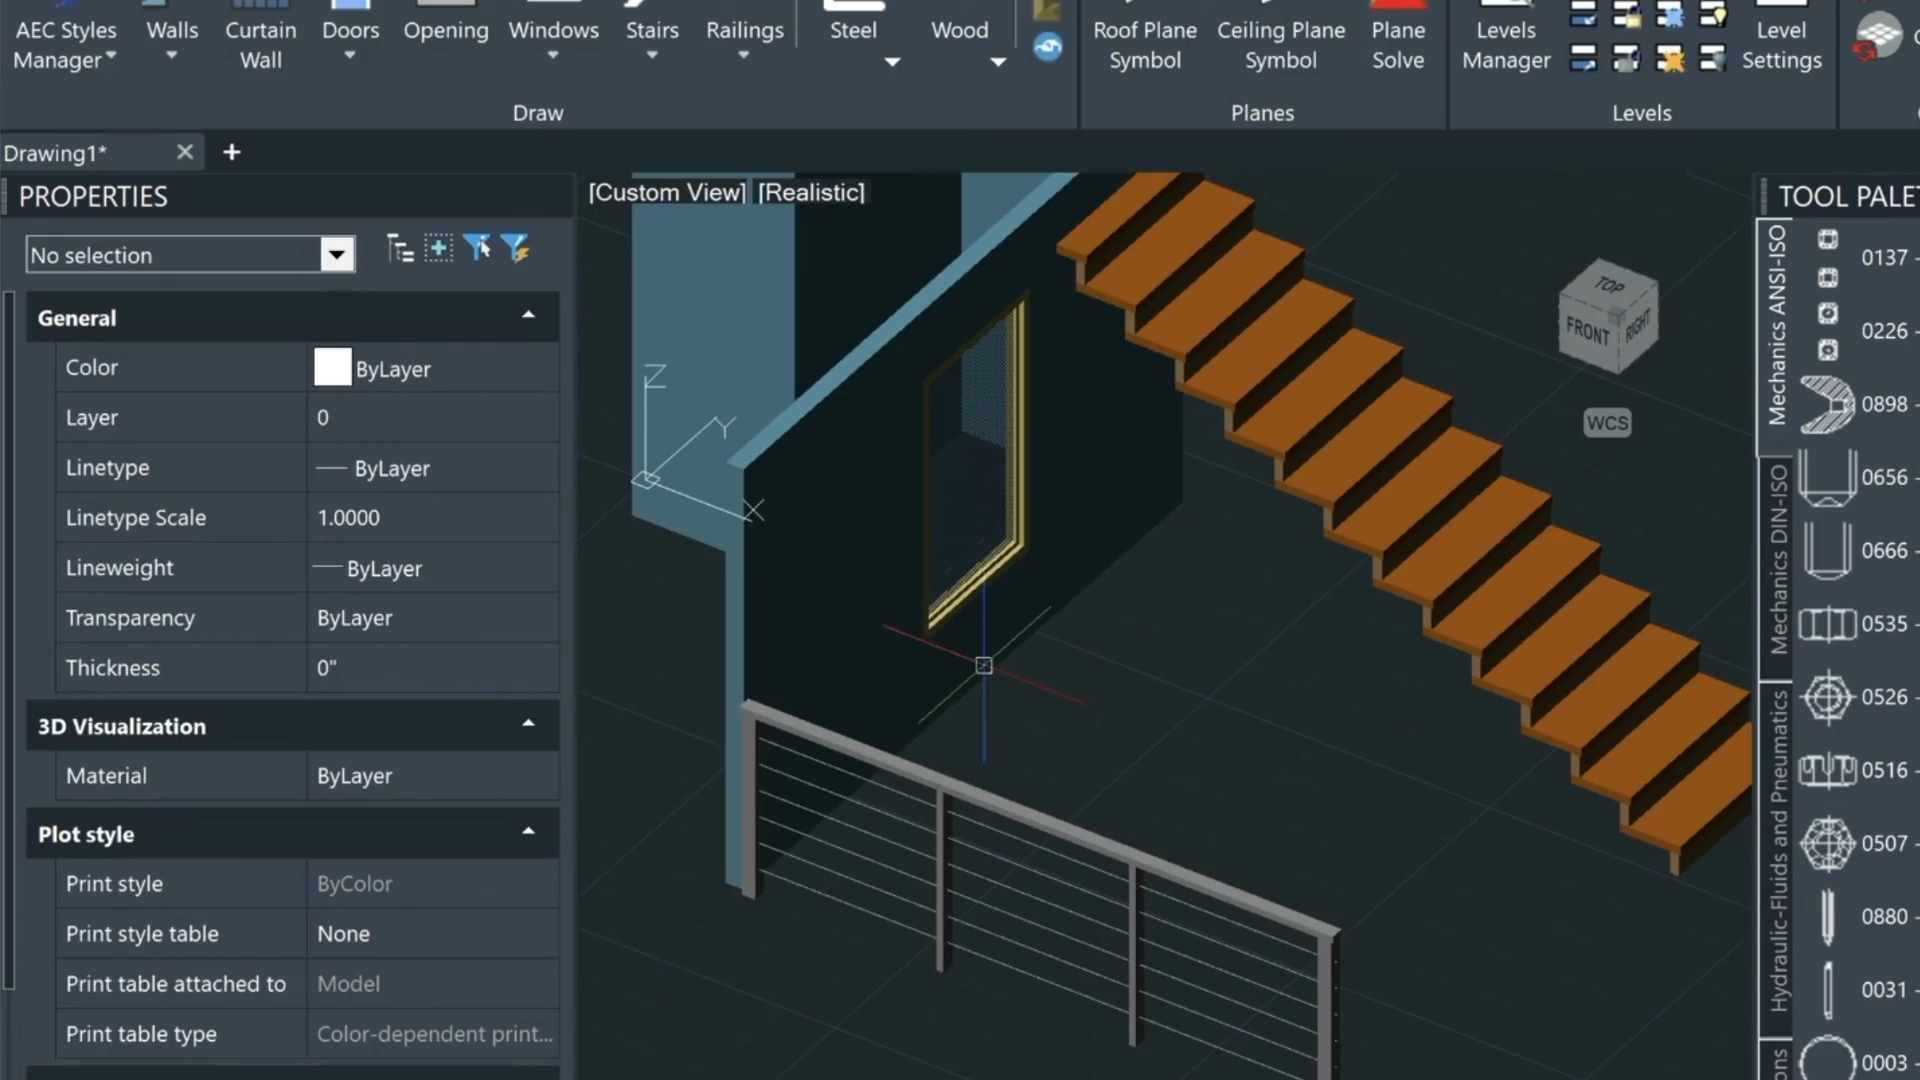 AEC Styles
Manager
Walls
Curtain
Wall
Doors
Opening
Windows
Stairs
Railings
Steel
Wood
Draw
Roof Plane
Symbol
Ceiling Plane
Symbol
Plane
Solve
Planes
Levels
Manager
Level
Settings
Levels
Drawing1*
PROPERTIES
No selection
General
Color ByLayer
Layer 0
Linetype ByLayer
Linetype Scale 1.0000
Lineweight ByLayer
Transparency ByLayer
Thickness 0"
3D Visualization
Material ByLayer
Plot style
Print style ByColor
Print style table None
Print table attached to Model
Print table type Color-dependent print...
[Custom View] [Realistic]
Z
Y
X
TOP
FRONT
RIGHT
WCS
TOOL PALE
Mechanics ANSI-ISO
Mechanics DIN-ISO
Hydraulic-Fluids and Pneumatics
ons
0137 -
0226 -
0898 -
0656 -
0666 -
0535 -
0526 -
0516 -
0507 -
0880 -
0031 -
0003 -